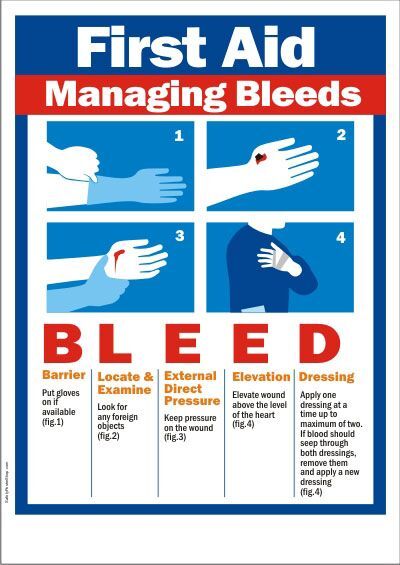 First Aid
Managing Bleeds
1
2
3
4
B L E E D
Barrier
Put gloves
on if
available
(fig.1)
Locate &
Examine
Look for
any foreign
objects
(fig.2)
External
Direct
Pressure
Keep pressure
on the wound
(fig.3)
Elevation
Elevate wound
above the level
of the heart
(fig.4)
Dressing
Apply one
dressing at a
time up to
maximum of two.
If blood should
seep through
both dressings,
remove them
and apply a new
dressing
(fig.4)